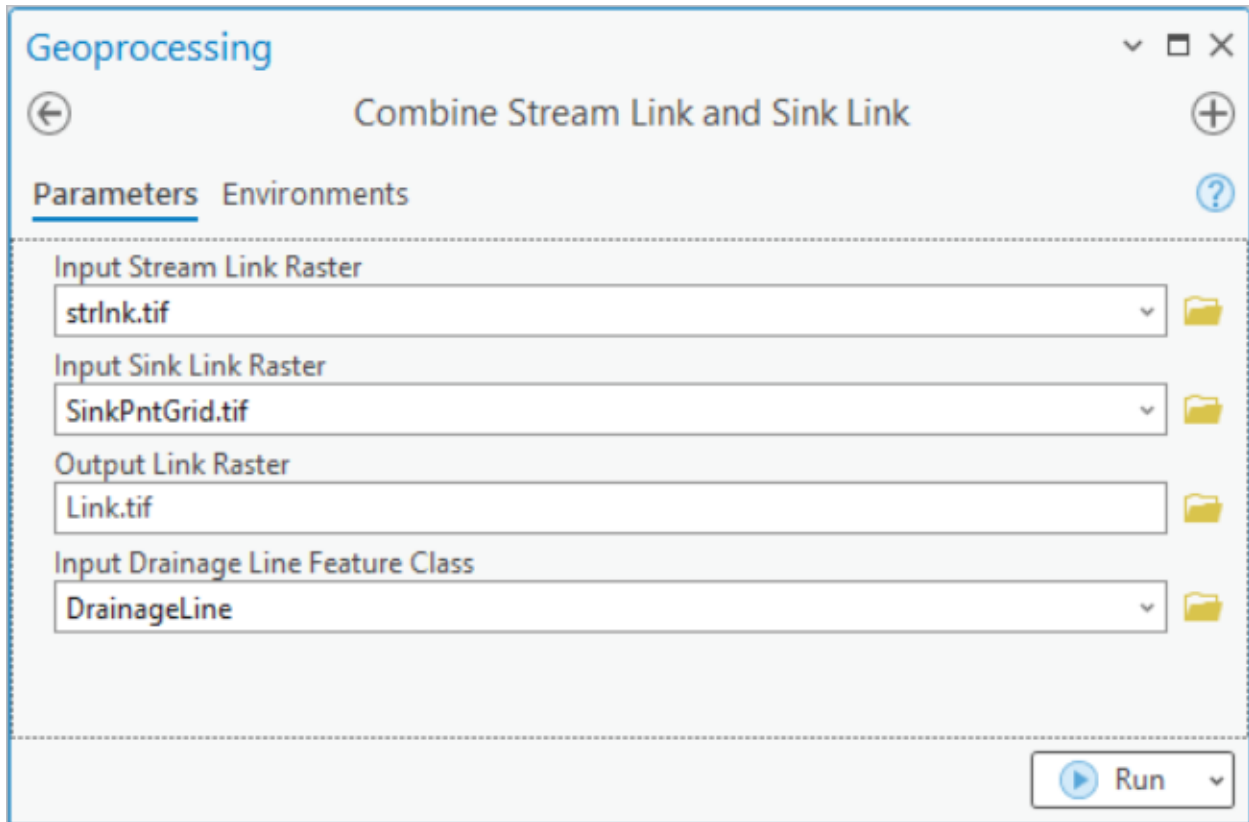 Geoprocessing
Combine Stream Link and Sink Link
Parameters Environments
Input Stream Link Raster
strlnk.tif
Input Sink Link Raster
SinkPntGrid.tif
Output Link Raster
Link.tif
Input Drainage Line Feature Class
DrainageLine
Run